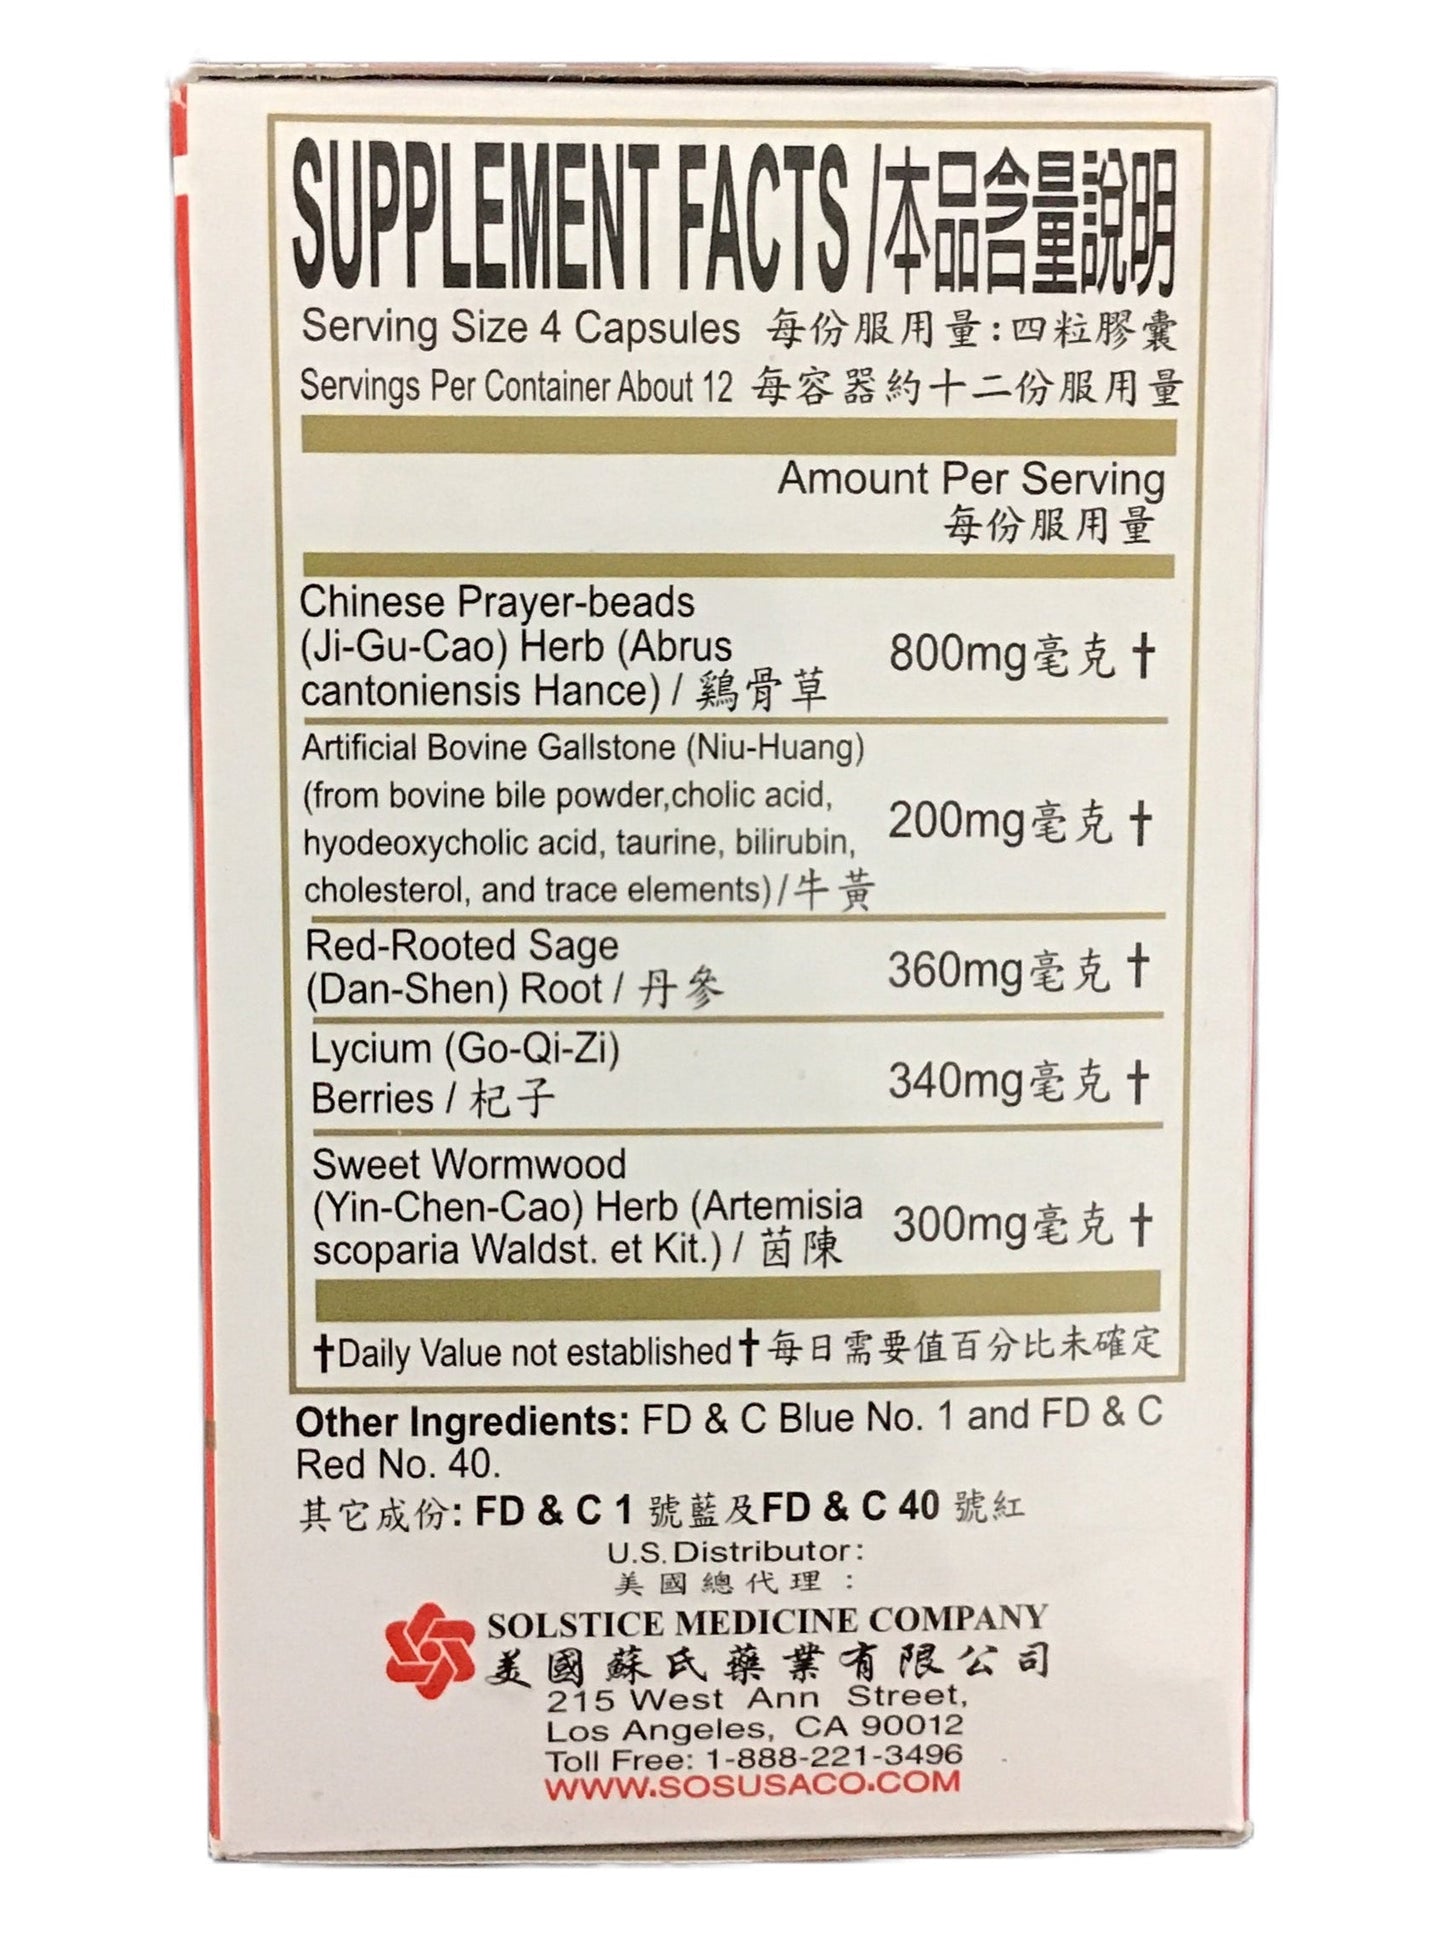 SUPPLEMENT FACTS /本品含量說明
Serving Size 4 Capsules 每份服用量:四粒膠囊
Servings Per Container About 12 每容器約十二份服用量
Amount Per Serving
每份服用量
Chinese Prayer-beads
(Ji-Gu-Cao) Herb (Abrus
cantoniensis Hance) / 鷄骨草
800mg毫克†
Artificial Bovine Gallstone (Niu-Huang)
(from bovine bile powder,cholic acid,
hyodeoxycholic acid, taurine, bilirubin,
cholesterol, and trace elements)/牛黃
200mg毫克†
Red-Rooted Sage
(Dan-Shen) Root / 丹參
360mg毫克†
Lycium (Go-Qi-Zi)
Berries / 杞子
340mg毫克†
Sweet Wormwood
(Yin-Chen-Cao) Herb (Artemisia
scoparia Waldst. et Kit.) / 茵陳
300mg毫克†
†Daily Value not established†每日需要值百分比未確定
Other Ingredients: FD & C Blue No. 1 and FD & C
Red No. 40.
其它成份: FD & C 1 號藍及FD & C 40 號紅
U.S. Distributor:
美國總代理:
SOLSTICE MEDICINE COMPANY
美國蘇氏藥業有限公司
215 West Ann Street,
Los Angeles, CA 90012
Toll Free: 1-888-221-3496
WWW.SOSUSACO.COM